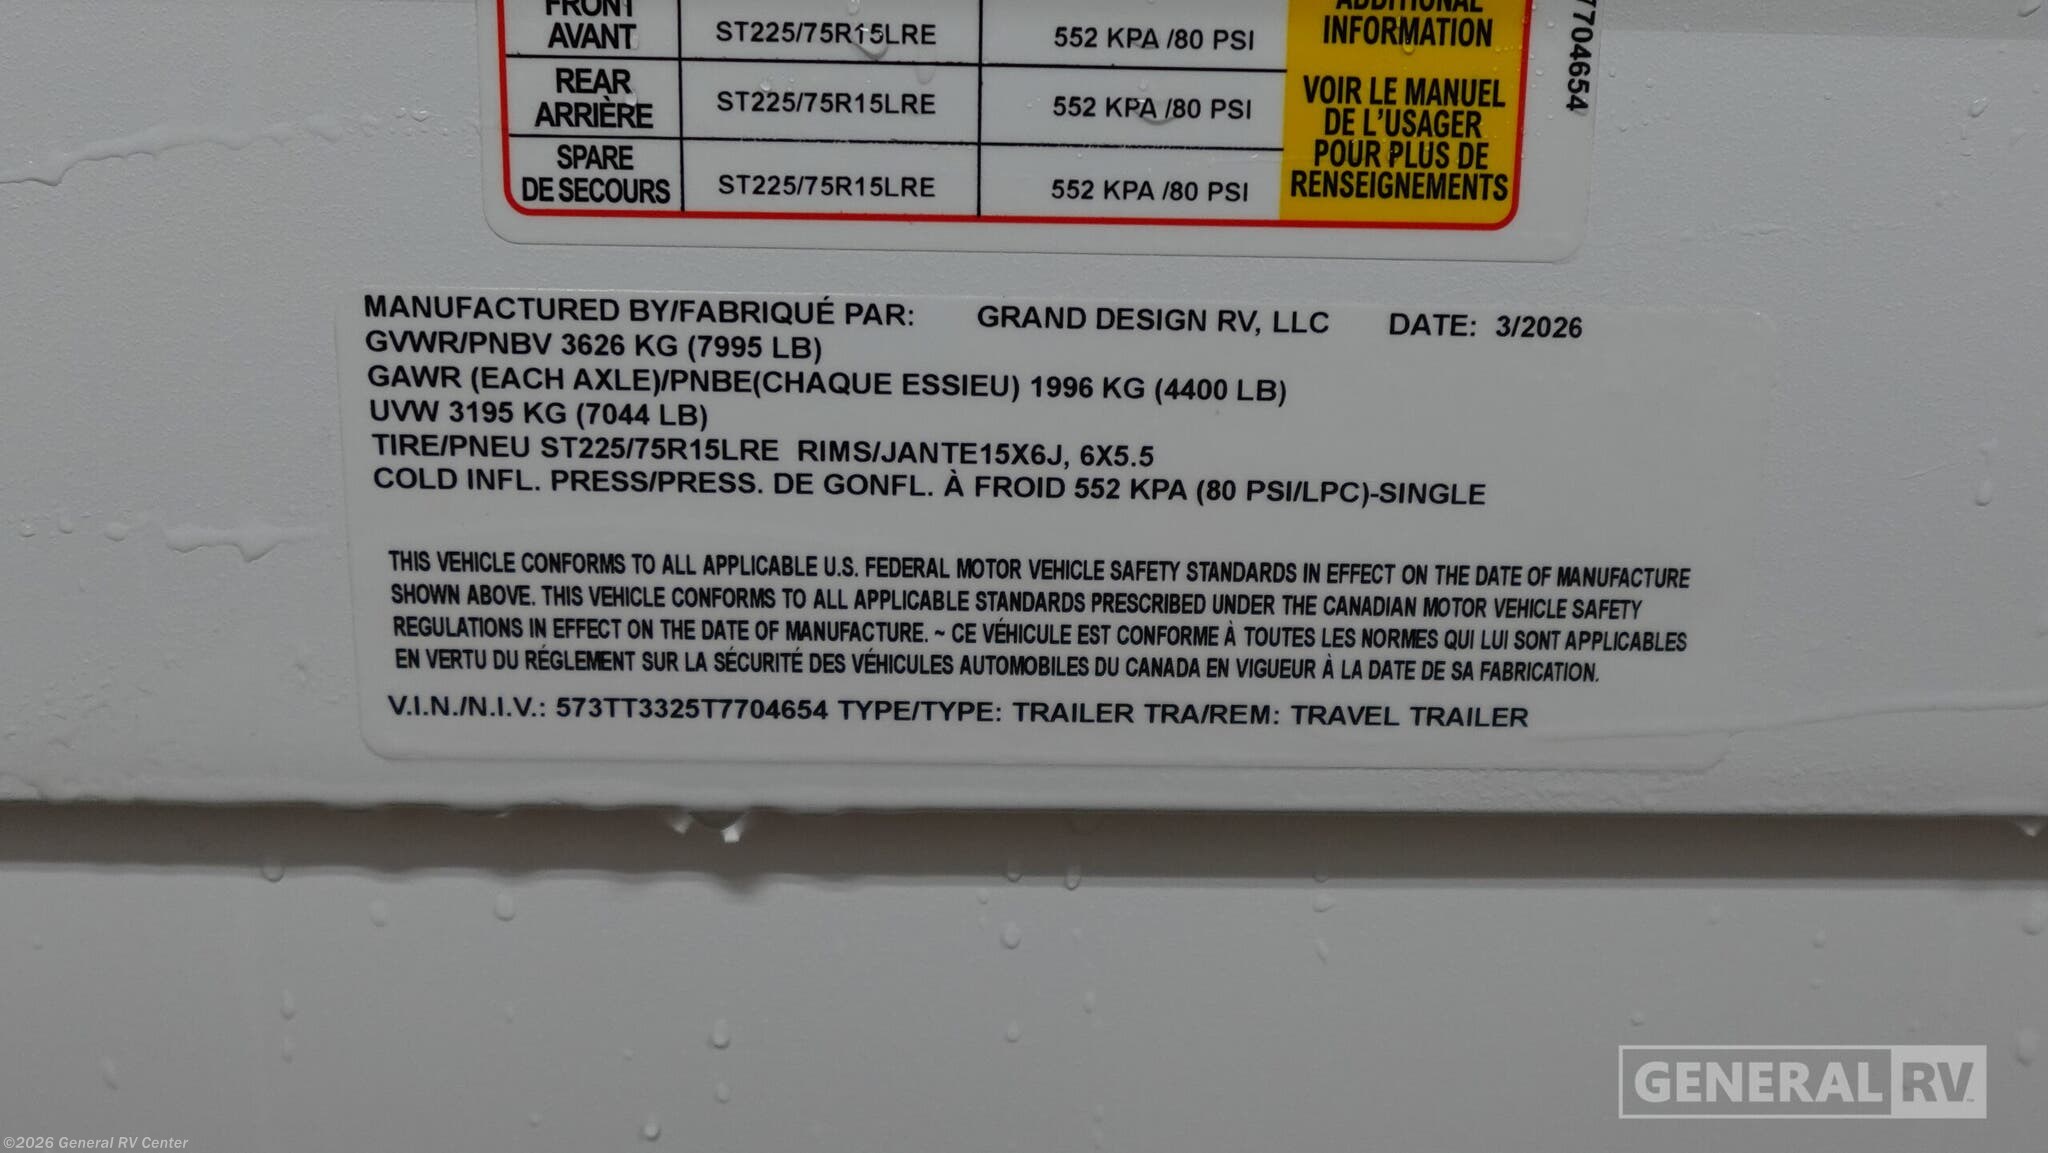 FRONT
AVANT
ST225/75R15LRE
552 KPA /80 PSI
ADDITIONAL
INFORMATION
REAR
ARRIÈRE
ST225/75R15LRE
552 KPA /80 PSI
VOIR LE MANUEL
DE L'USAGER
POUR PLUS DE
RENSEIGNEMENTS
SPARE
DE SECOURS
ST225/75R15LRE
552 KPA /80 PSI
7704654
MANUFACTURED BY/FABRIQUÉ PAR: GRAND DESIGN RV, LLC DATE: 3/2026
GVWR/PNBV 3626 KG (7995 LB)
GAWR (EACH AXLE)/PNBE(CHAQUE ESSIEU) 1996 KG (4400 LB)
UVW 3195 KG (7044 LB)
TIRE/PNEU ST225/75R15LRE RIMS/JANTE15X6J, 6X5.5
COLD INFL. PRESS/PRESS. DE GONFL. À FROID 552 KPA (80 PSI/LPC)-SINGLE
THIS VEHICLE CONFORMS TO ALL APPLICABLE U.S. FEDERAL MOTOR VEHICLE SAFETY STANDARDS IN EFFECT ON THE DATE OF MANUFACTURE
SHOWN ABOVE. THIS VEHICLE CONFORMS TO ALL APPLICABLE STANDARDS PRESCRIBED UNDER THE CANADIAN MOTOR VEHICLE SAFETY
REGULATIONS IN EFFECT ON THE DATE OF MANUFACTURE. ~ CE VÉHICULE EST CONFORME À TOUTES LES NORMES QUI LUI SONT APPLICABLES
EN VERTU DU RÉGLEMENT SUR LA SÉCURITÉ DES VÉHICULES AUTOMOBILES DU CANADA EN VIGUEUR À LA DATE DE SA FABRICATION.
V.I.N./N.I.V.: 573TT3325T7704654 TYPE/TYPE: TRAILER TRA/REM: TRAVEL TRAILER
GENERAL RV
©2026 General RV Center